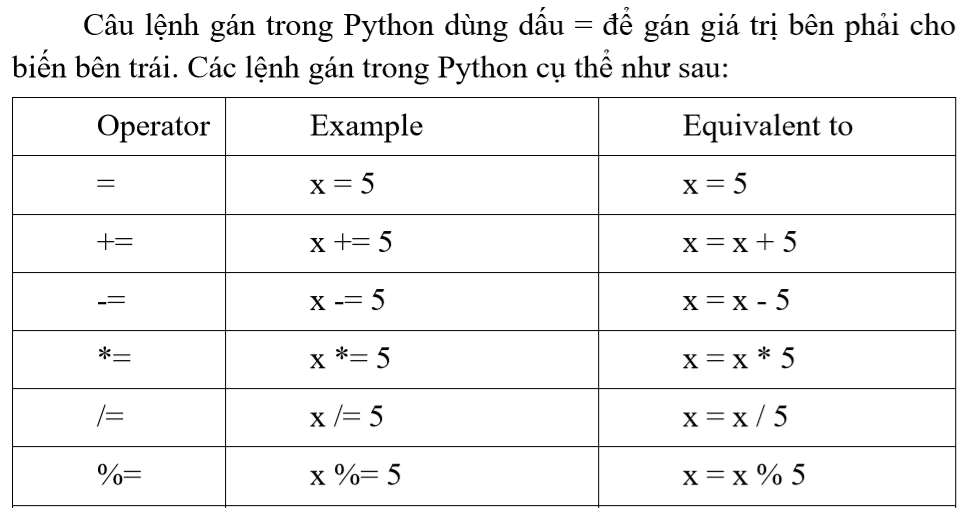 Câu lệnh gán trong Python dùng dấu = để gán giá trị bên phải cho
biến bên trái. Các lệnh gán trong Python cụ thể như sau:
Operator Example Equivalent to
= x = 5 x = 5
+= x += 5 x = x + 5
-= x -= 5 x = x - 5
*= x *= 5 x = x * 5
/= x /= 5 x = x / 5
%= x %= 5 x = x % 5